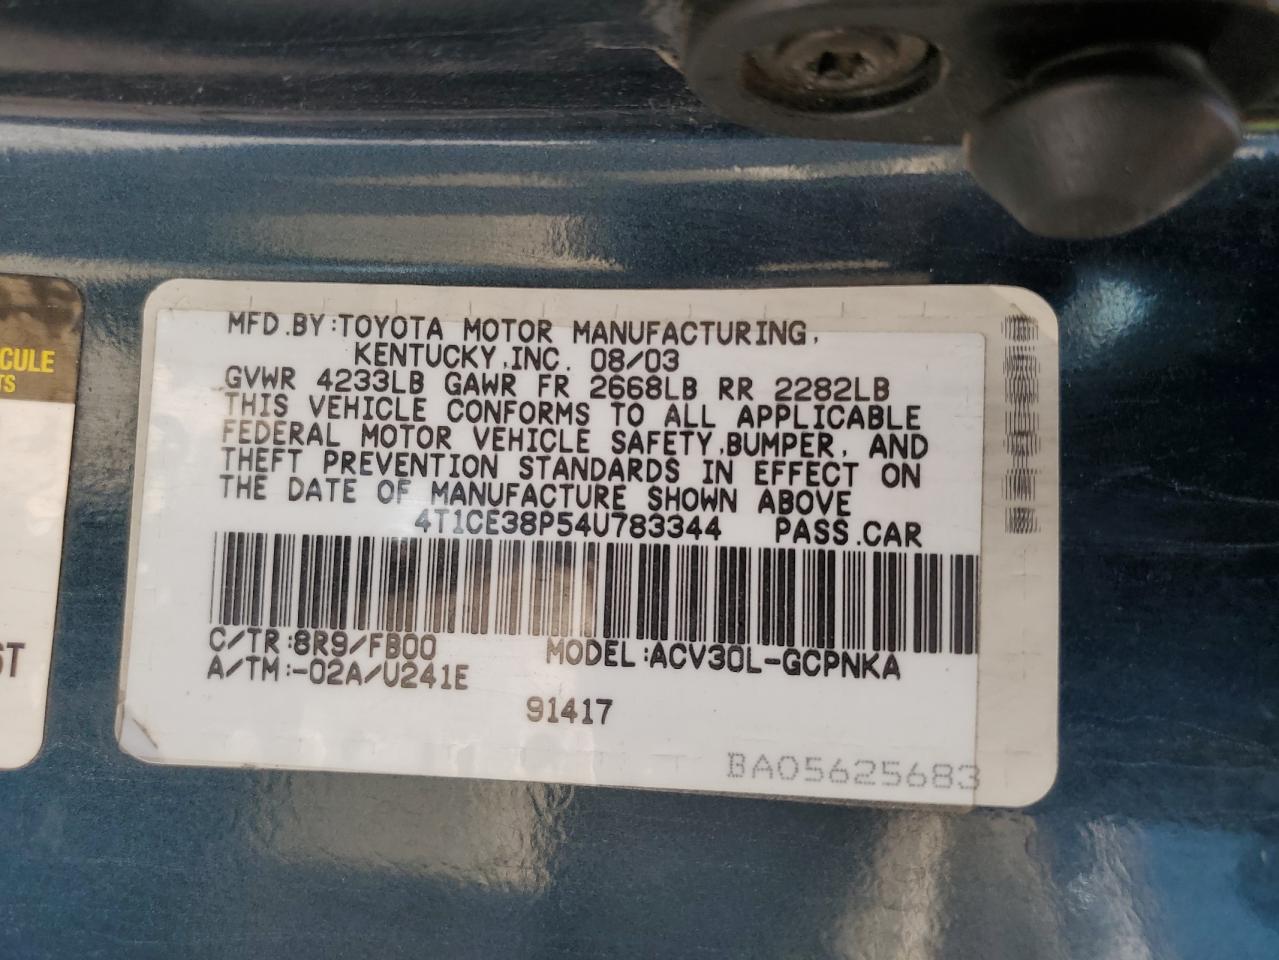 CULE
TS
ST
MFD.BY:TOYOTA MOTOR MANUFACTURING,
KENTUCKY,INC. 08/03
GVWR 4233LB GAWR FR 2668LB RR 2282LB
THIS VEHICLE CONFORMS TO ALL APPLICABLE
FEDERAL MOTOR VEHICLE SAFETY,BUMPER, AND
THEFT PREVENTION STANDARDS IN EFFECT ON
THE DATE OF MANUFACTURE SHOWN ABOVE
4T1CE38P54U783344 PASS.CAR
C/TR:8R9/FB00 MODEL:ACV30L-GCPNKA
A/TM:-02A/U241E
91417
BA05625683